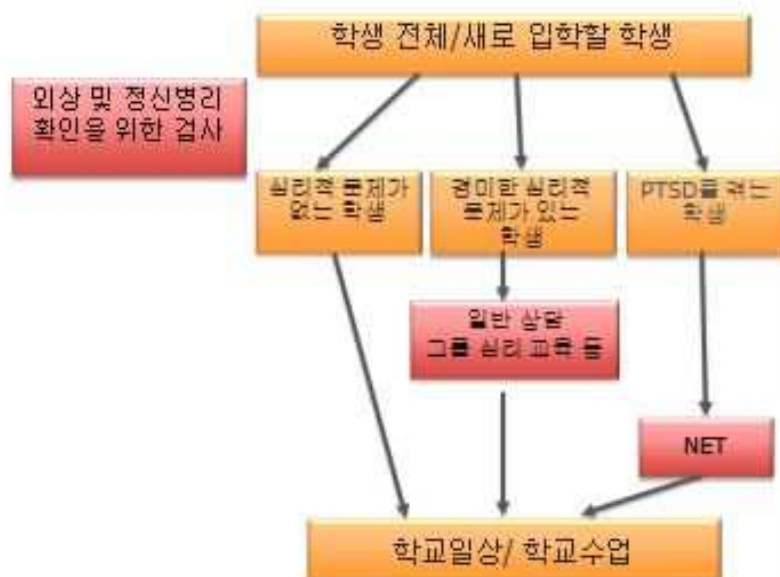 학생 전체/새로 입학할 학생
외상 및 정신병리
확인을 위한 검사
심리적 문제가
없는 학생
경미한 심리적
문제가 있는
학생
PTSD를 겪는
학생
일반 상담
그룹 심리 교육 등
NET
학교일상/ 학교수업